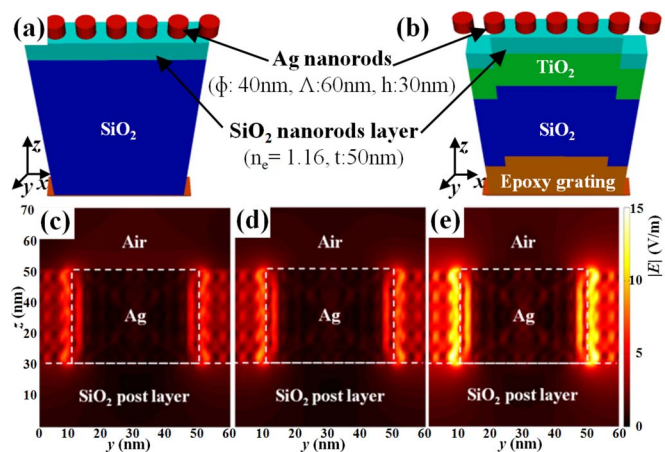 (a)
(b)
Ag nanorods
(ϕ: 40nm, Λ:60nm, h:30nm)
TiO2
SiO2
SiO2 nanorods layer
(ne= 1.16, t:50nm)
SiO2
z
y x
z
y x
Epoxy grating
(c)
(d)
(e)
Air
Air
Air
Ag
Ag
Ag
SiO2 post layer
SiO2 post layer
SiO2 post layer
70
60
50
40
30
20
10
z (nm)
0 10 20 30 40 50 60
y (nm)
10 20 30 40 50 60
y (nm)
10 20 30 40 50 60
y (nm)
15
10
5
0
|E| (V/m)